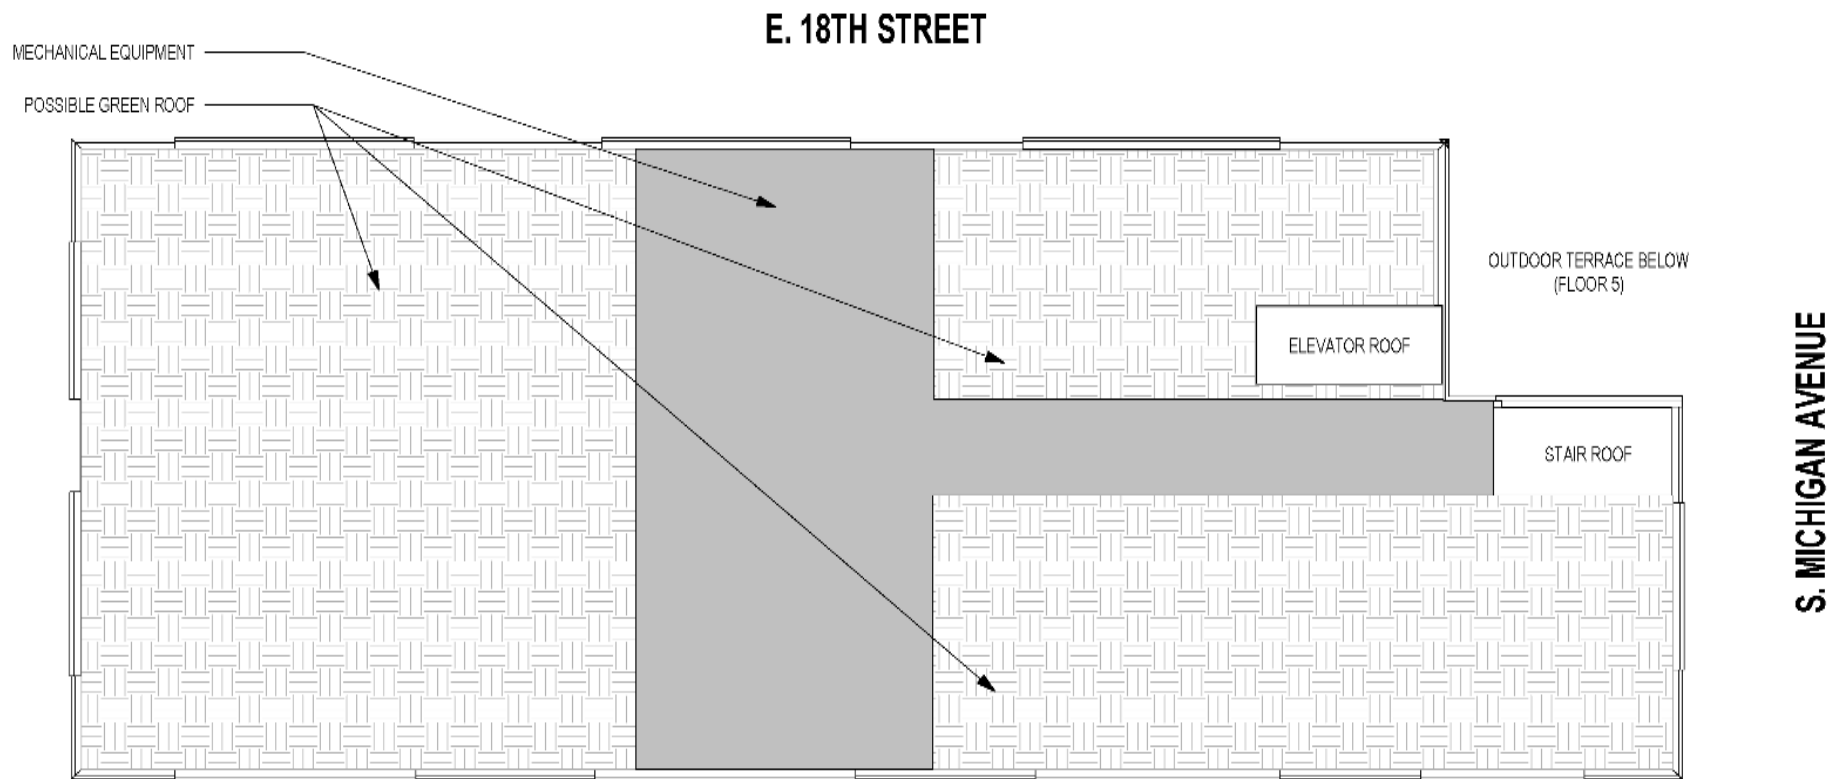 E. 18TH STREET
MECHANICAL EQUIPMENT
POSSIBLE GREEN ROOF
OUTDOOR TERRACE BELOW
(FLOOR 5)
ELEVATOR ROOF
STAIR ROOF
S. MICHIGAN AVENUE